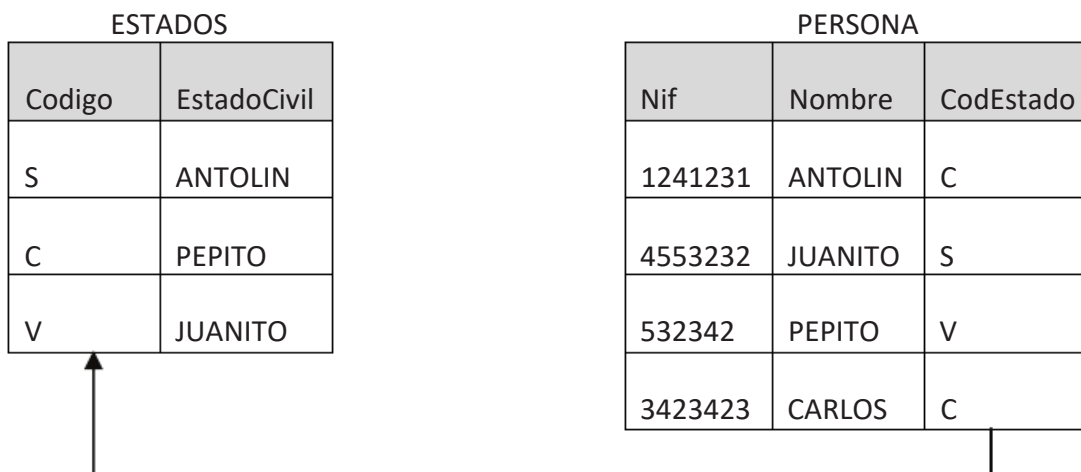 ESTADOS
Codigo EstadoCivil
S ANTOLIN
C PEPITO
V JUANITO
PERSONA
Nif Nombre CodEstado
1241231 ANTOLIN C
4553232 JUANITO S
532342 PEPITO V
3423423 CARLOS C